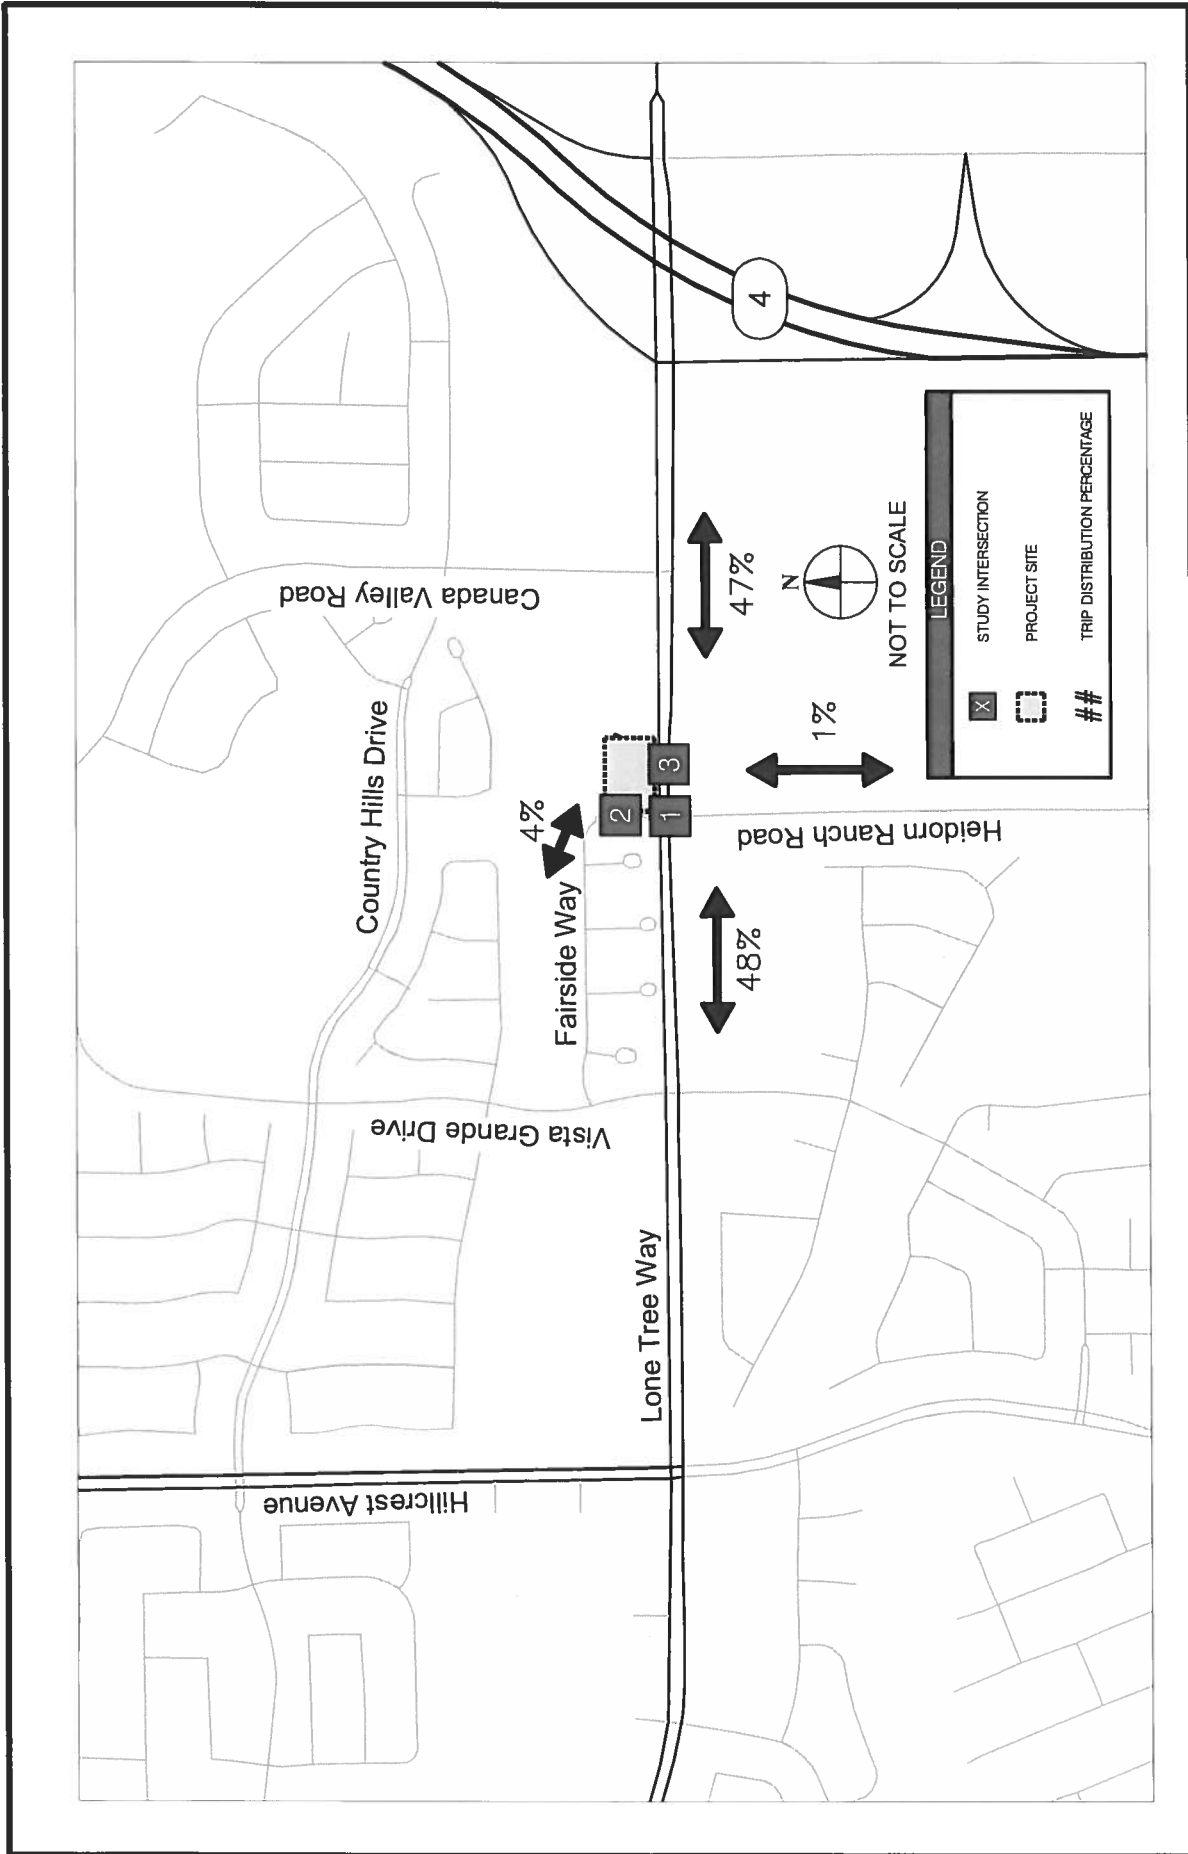 Canada Valley Road
Country Hills Drive
4%
Fairside Way
Vista Grande Drive
Hillcrest Avenue
Lone Tree Way
2
1
3
4
47%
48%
1%
Heidorn Ranch Road
N
NOT TO SCALE
LEGEND
X STUDY INTERSECTION
PROJECT SITE
## TRIP DISTRIBUTION PERCENTAGE